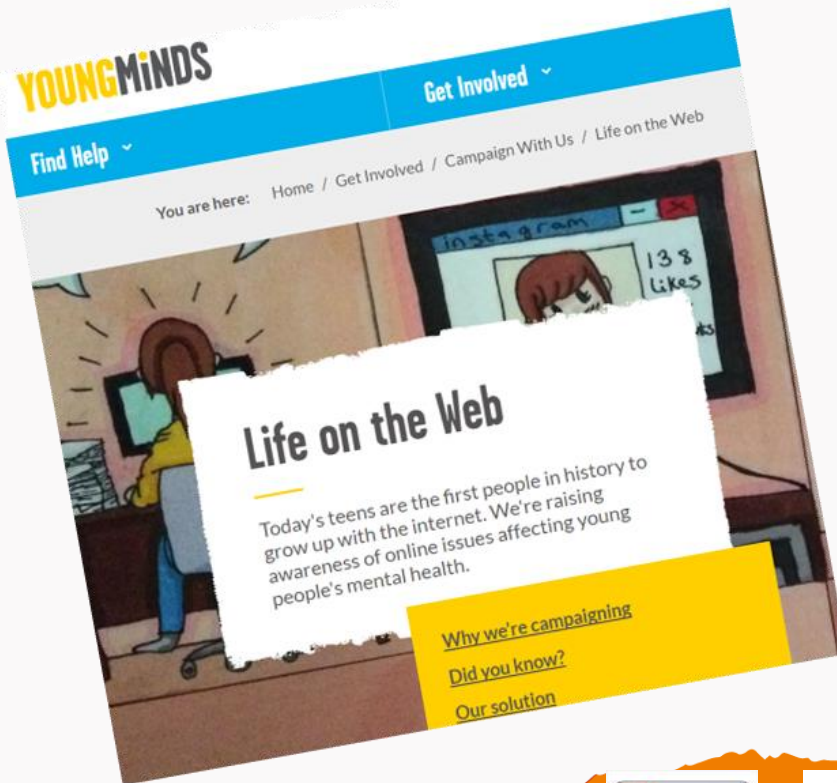 YOUNGMiNDS
Find Help
Get Involved
You are here: Home / Get Involved / Campaign With Us / Life on the Web
instagram
138
Likes
Life on the Web
Today's teens are the first people in history to
grow up with the internet. We're raising
awareness of online issues affecting young
people's mental health.
Why we're campaigning
Did you know?
Our solution